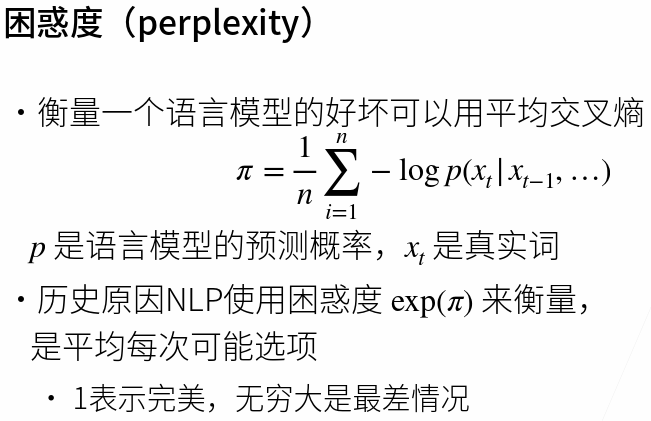 困惑度（perplexity）
• 衡量一个语言模型的好坏可以用平均交叉熵
π = \frac{1}{n} \sum_{i=1}^{n} − log p(x_t | x_{t−1}, …)
p 是语言模型的预测概率，x_t 是真实词
• 历史原因NLP使用困惑度 exp(π) 来衡量，
是平均每次可能选项
• 1表示完美，无穷大是最差情况